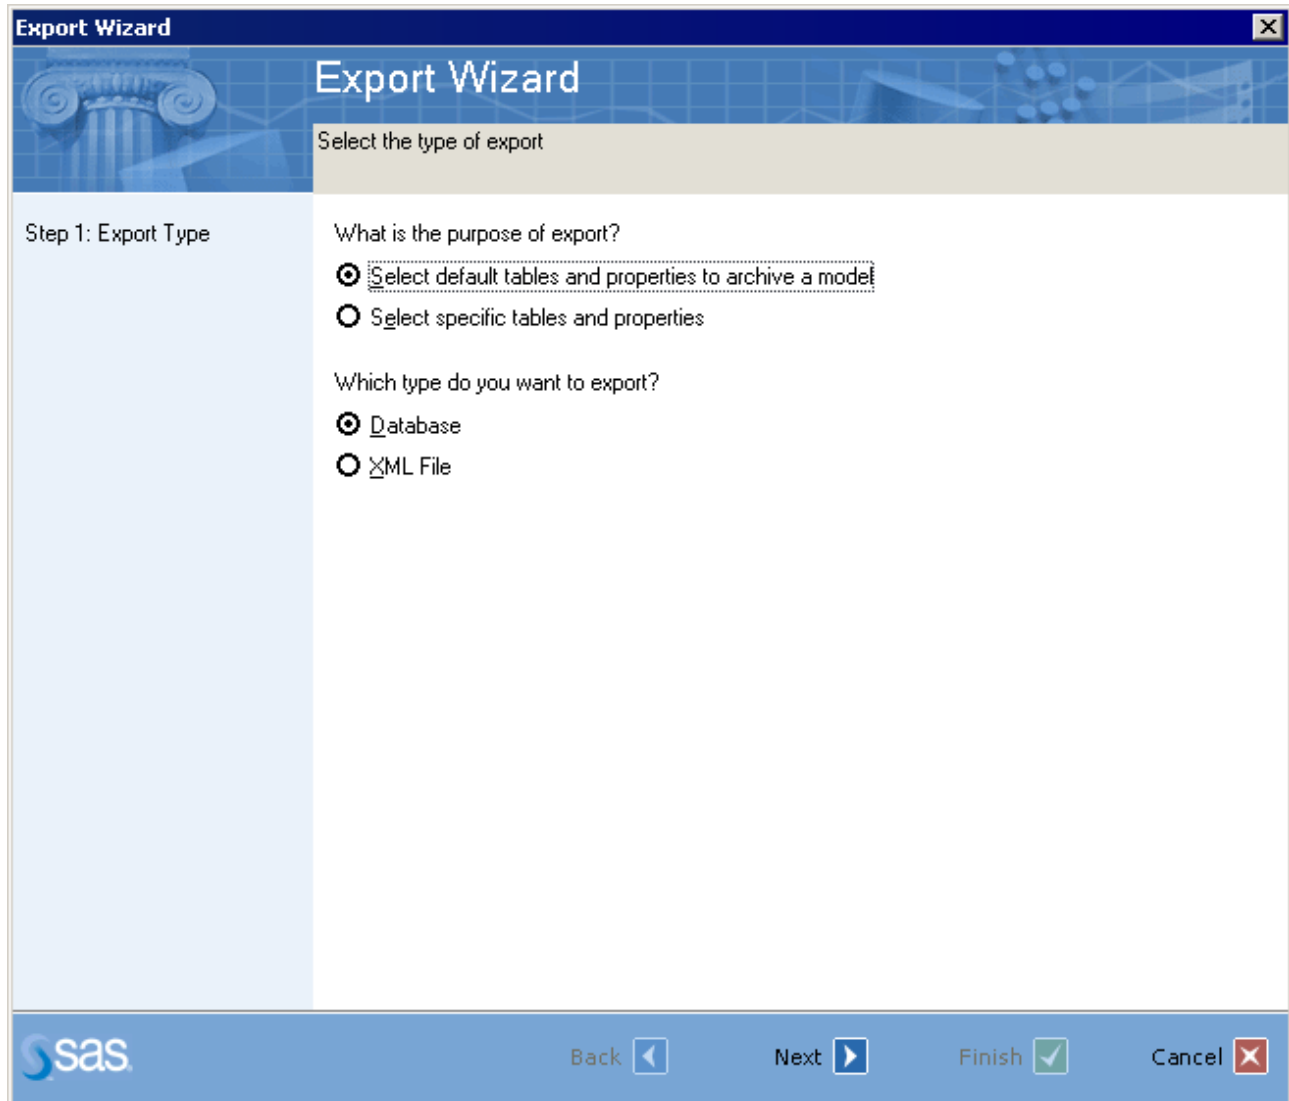 Export Wizard
Export Wizard
Select the type of export
Step 1: Export Type
What is the purpose of export?
Select default tables and properties to archive a model
Select specific tables and properties
Which type do you want to export?
Database
XML File
sas.
Back
Next
Finish
Cancel